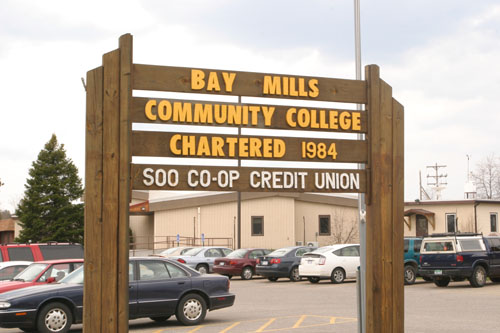 BAY MILLS
COMMUNITY COLLEGE
CHARTERED 1984
SOO CO-OP CREDIT UNION